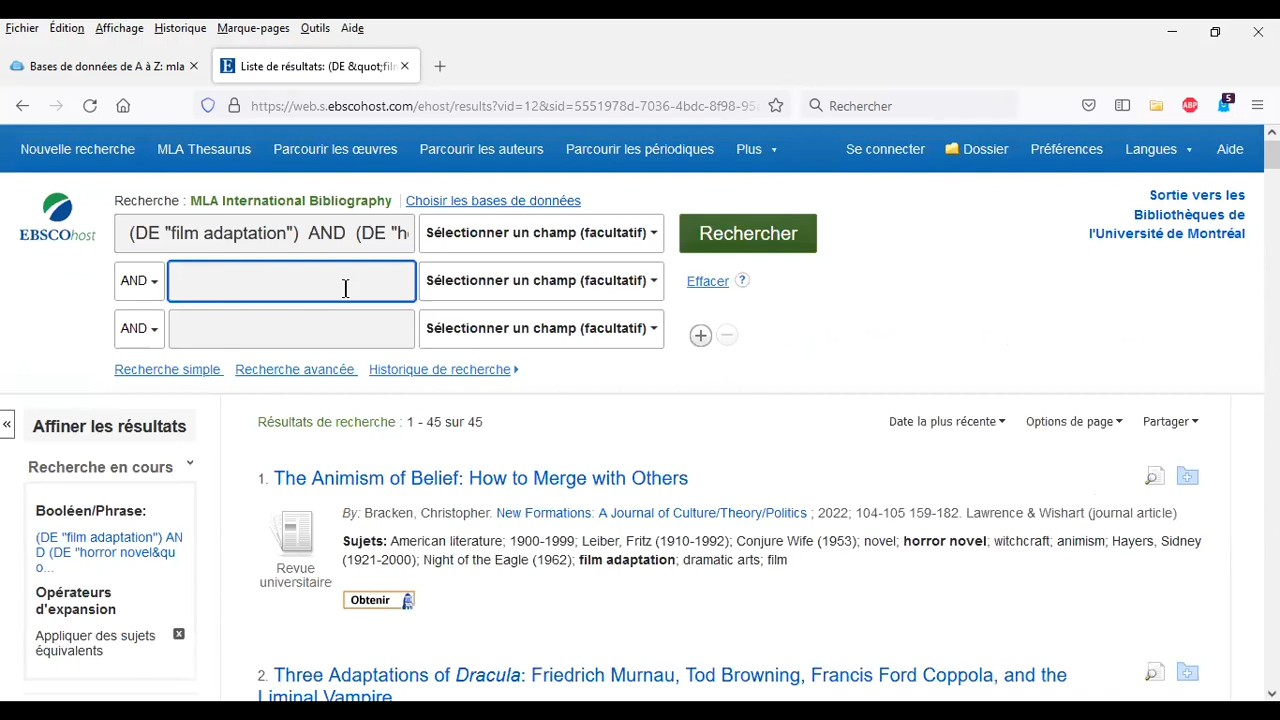 Fichier Édition Affichage Historique Marque-pages Outils Aide
Bases de données de A à Z: mla
Liste de résultats: (DE &quot;film
https://web.s.ebscohost.com/ehost/results?vid=12&sid=5551978d-7036-4bdc-8f98-95
Rechercher
5
ABP
Nouvelle recherche MLA Thesaurus Parcourir les œuvres Parcourir les auteurs Parcourir les périodiques Plus Se connecter Dossier Préférences Langues Aide
Recherche : MLA International Bibliography Choisir les bases de données
EBSCOhost
(DE "film adaptation") AND (DE "h
Sélectionner un champ (facultatif)
Rechercher
Sortie vers les
Bibliothèques de
l'Université de Montréal
AND
Sélectionner un champ (facultatif)
Effacer ?
AND
Sélectionner un champ (facultatif)
Recherche simple Recherche avancée Historique de recherche
«
Affiner les résultats
Recherche en cours
Booléen/Phrase:
(DE "film adaptation") AN
D (DE "horror novel&qu
o...
Opérateurs
d'expansion
Appliquer des sujets
équivalents
Résultats de recherche : 1 - 45 sur 45
Date la plus récente Options de page Partager
1. The Animism of Belief: How to Merge with Others
By: Bracken, Christopher. New Formations: A Journal of Culture/Theory/Politics ; 2022; 104-105 159-182. Lawrence & Wishart (journal article)
Sujets: American literature; 1900-1999; Leiber, Fritz (1910-1992); Conjure Wife (1953); novel; horror novel; witchcraft; animism; Hayers, Sidney
(1921-2000); Night of the Eagle (1962); film adaptation; dramatic arts; film
Revue
universitaire
Obtenir
2. Three Adaptations of Dracula: Friedrich Murnau, Tod Browning, Francis Ford Coppola, and the
Liminal Vampire